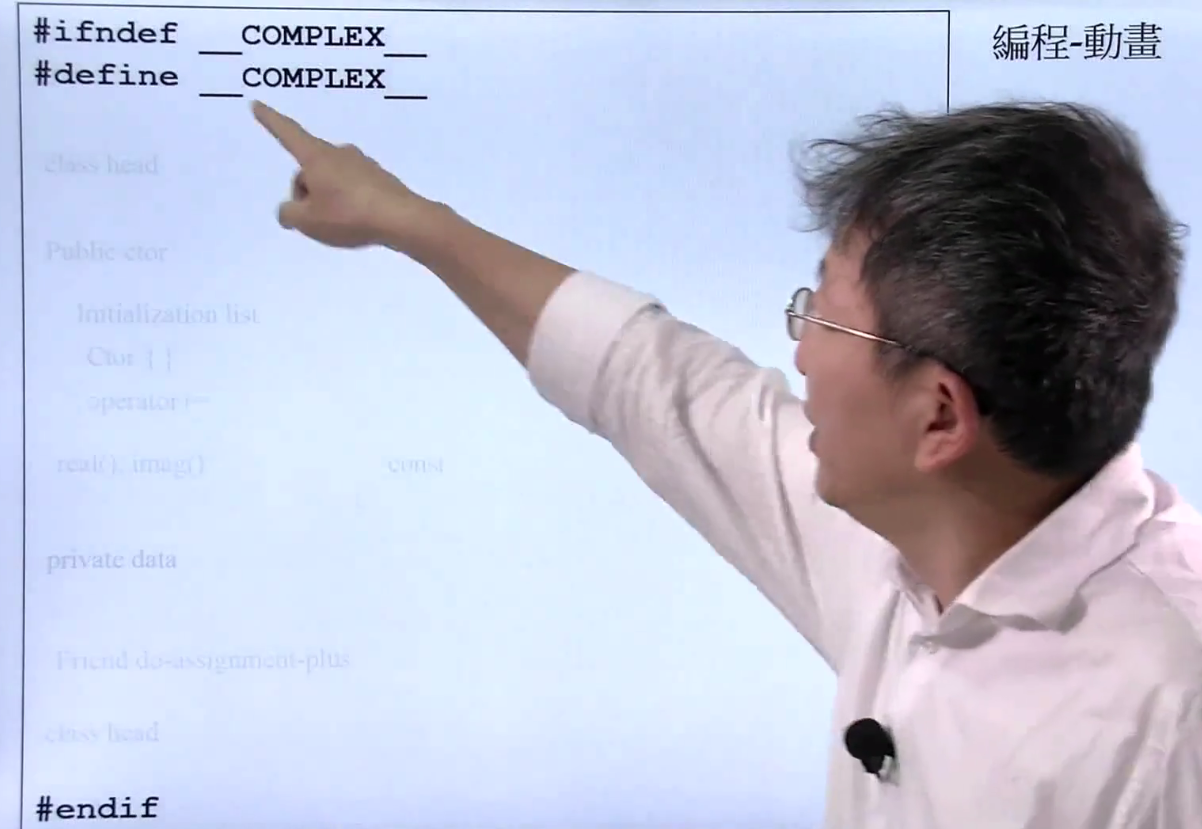 #ifndef __COMPLEX__
#define __COMPLEX__
編程-動畫
class head
Public ctor
Initialization list
Ctor { }
operator+=
real(), imag() const
private data
Friend do-assignment-plus
class head
#endif